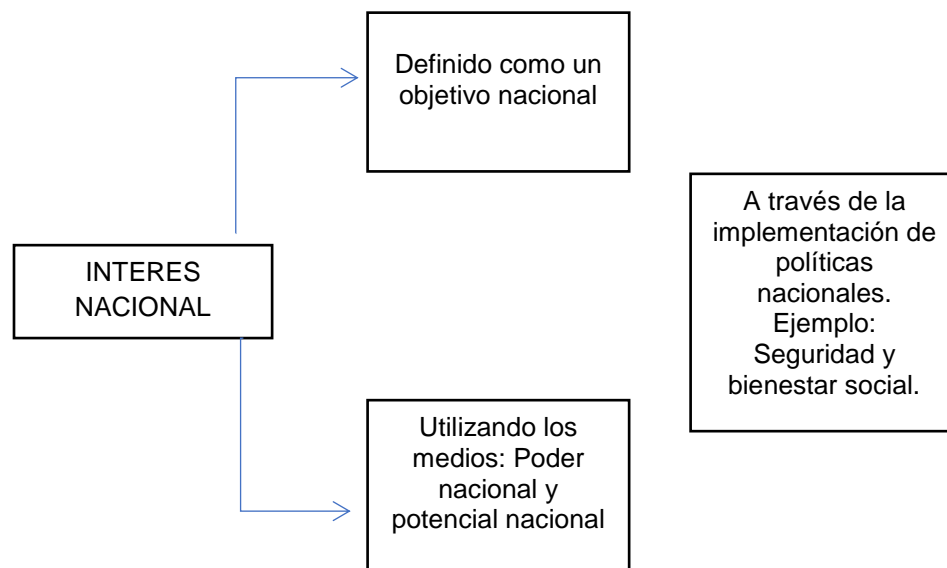 Definido como un
objetivo nacional
A través de la
implementación de
políticas
nacionales.
Ejemplo:
Seguridad y
bienestar social.
INTERES
NACIONAL
Utilizando los
medios: Poder
nacional y
potencial nacional